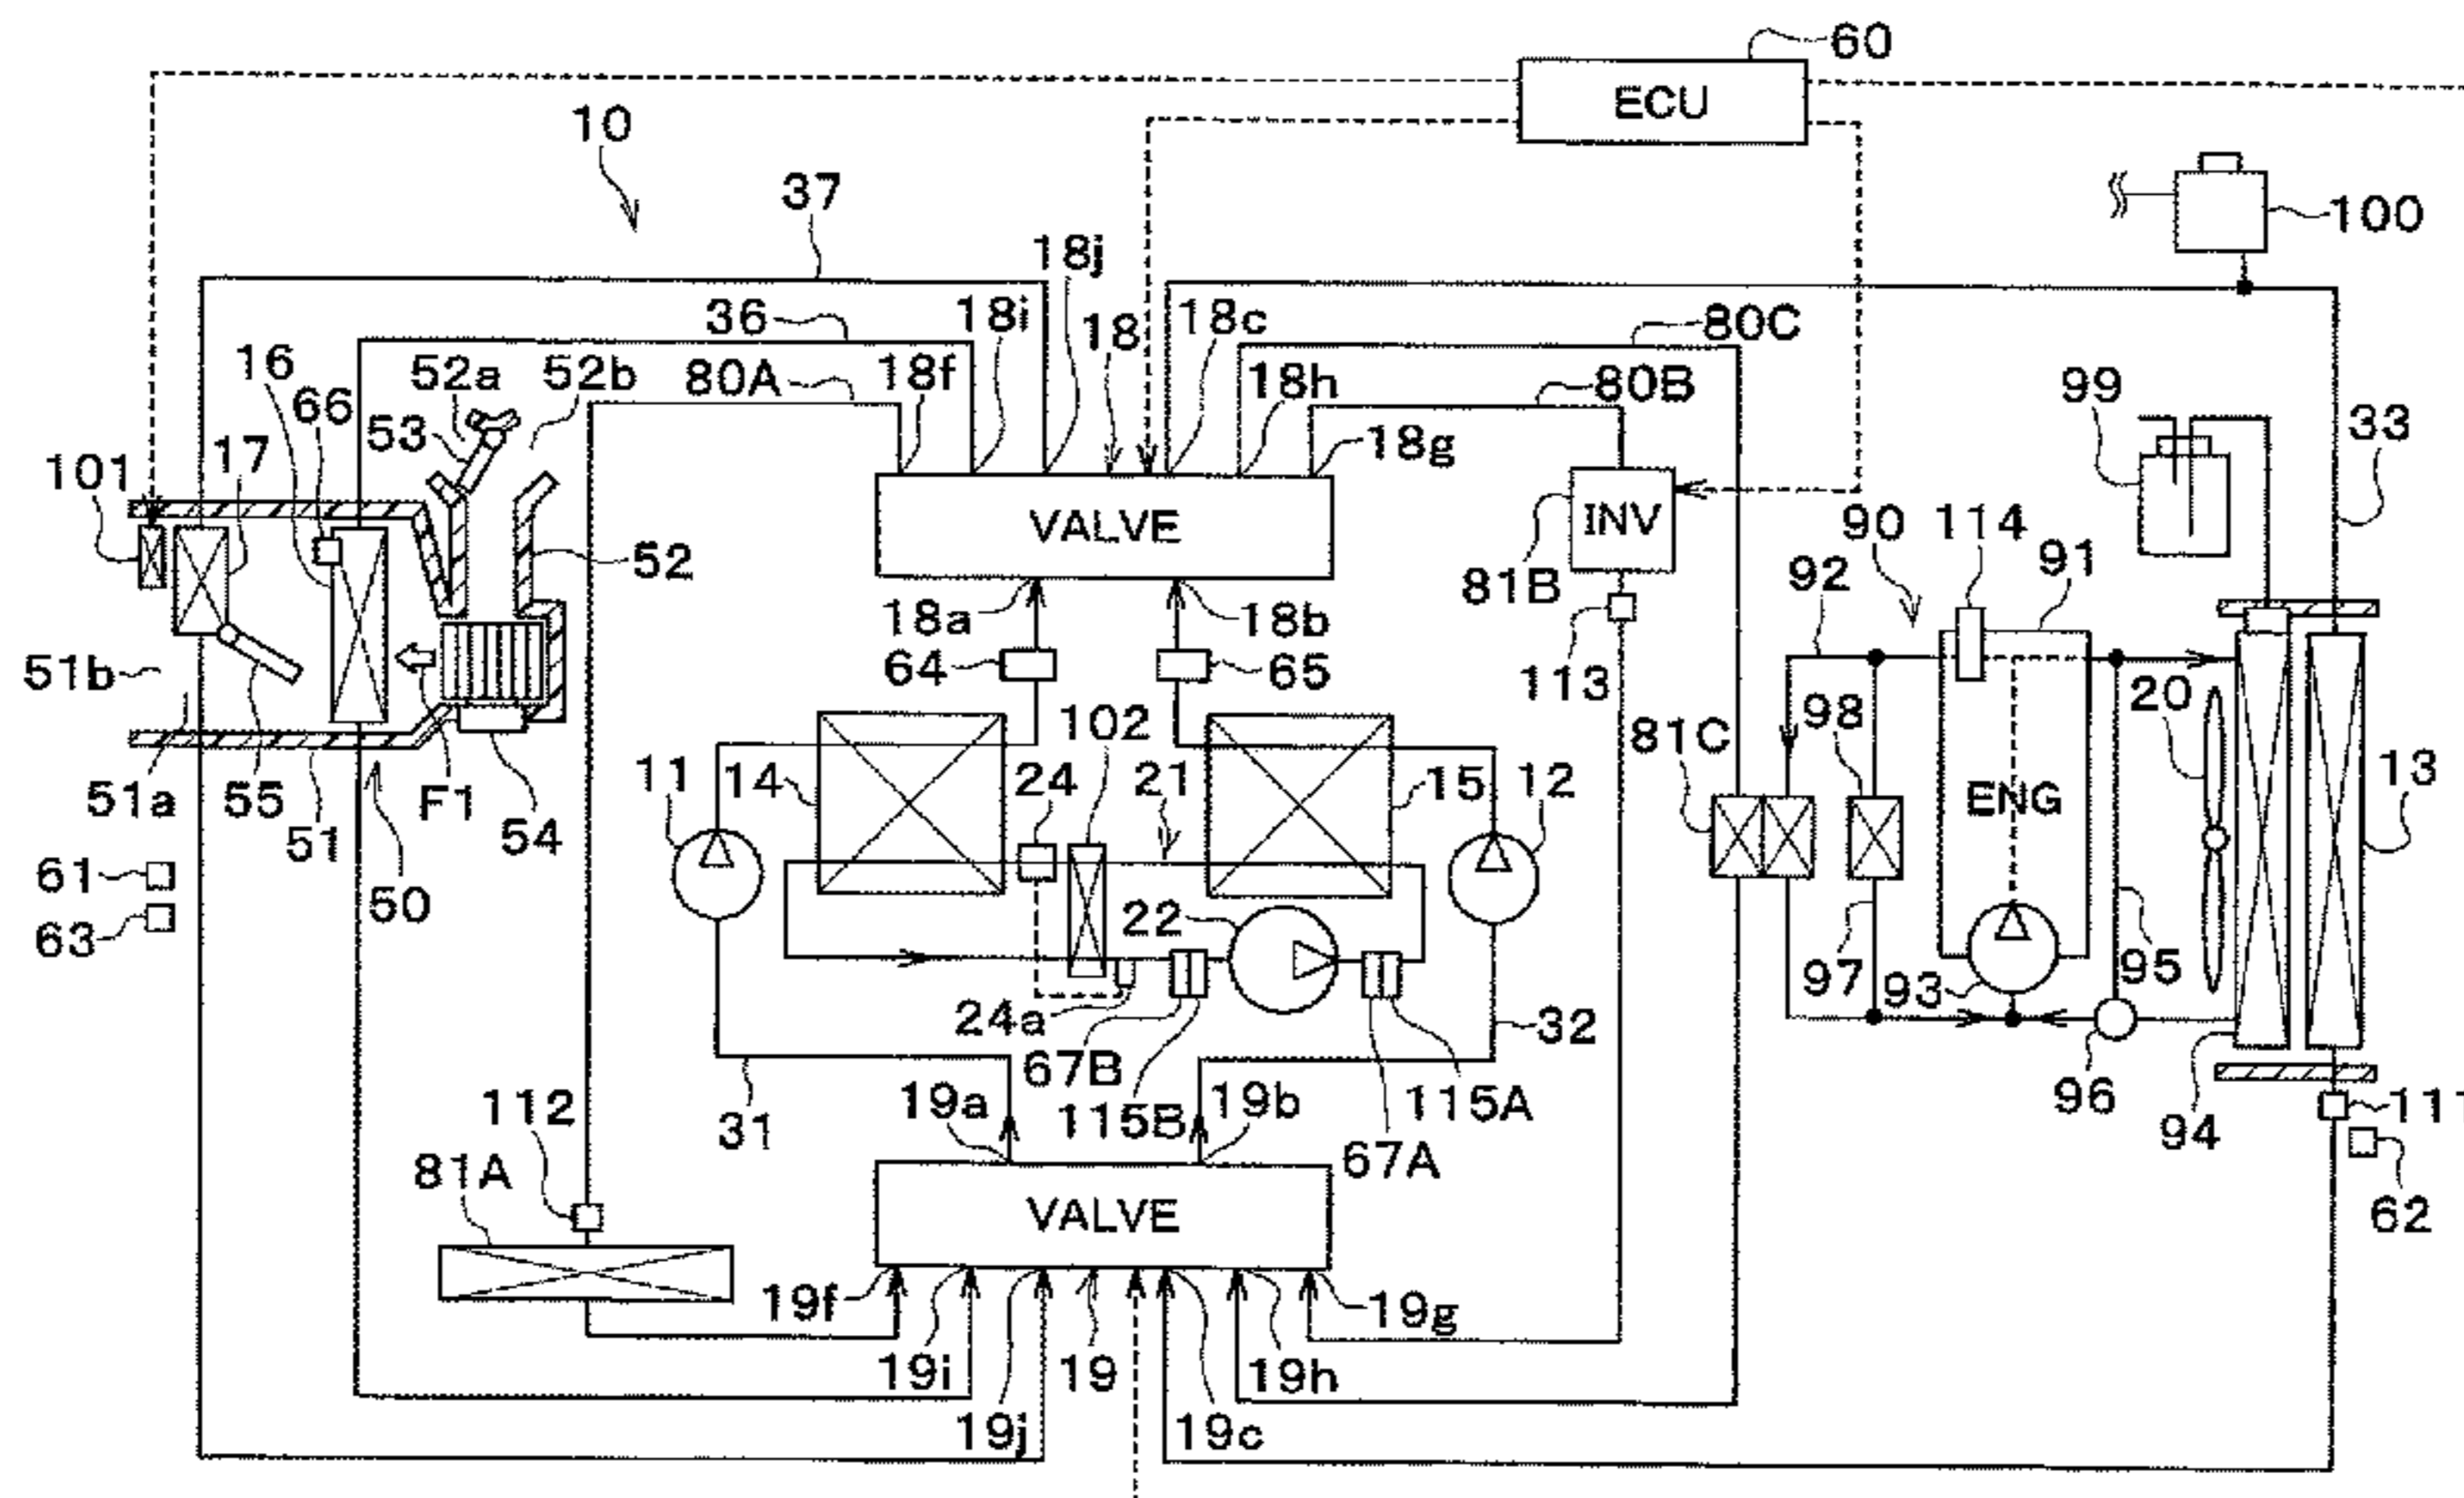 60
ECU
10
37
100
18j
18i
18
18c
80C
36
16
52a
52b
80A
18f
18h
80B
99
66
53
33
101
17
18g
52
VALVE
INV
90
114
91
92
81B
18a
18b
51b
64
65
113
20
98
102
81C
11
14
24
21
15
12
13
51a
55
F1
54
51
ENG
61
50
22
63
97
93
95
24a
32
67B
96
112
31
19a
115B
19b
115A
94
111
81A
67A
62
VALVE
19f
19g
19i
19
19h
19j
19c